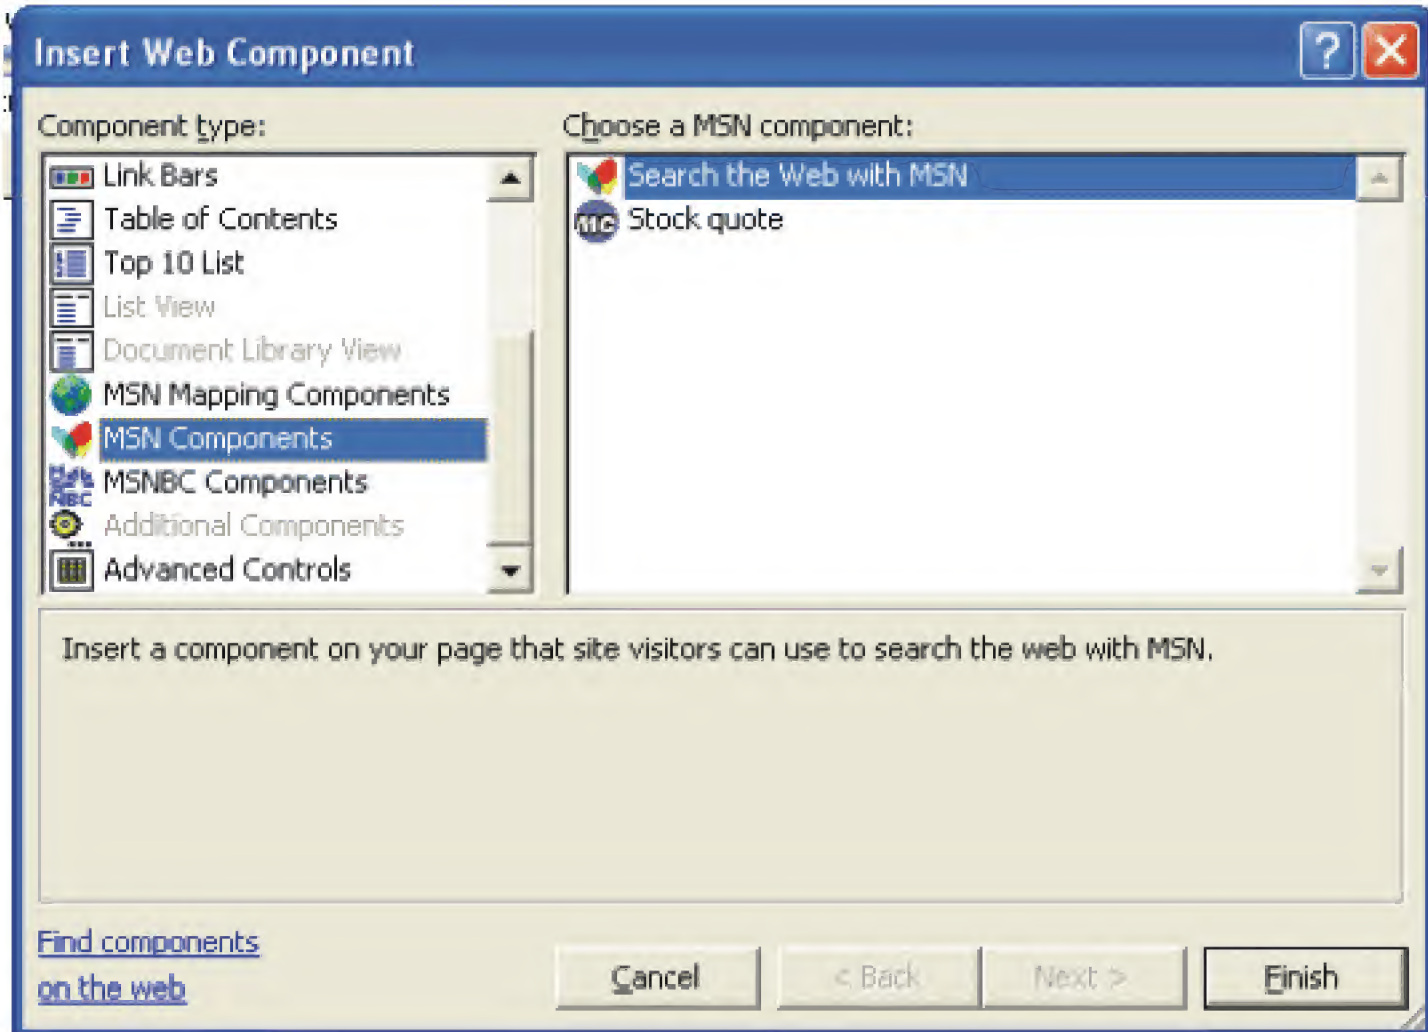 Insert Web Component
Component type:
Choose a MSN component:
Link Bars
Table of Contents
Top 10 List
List View
Document Library View
MSN Mapping Components
MSN Components
MSNBC Components
Additional Components
Advanced Controls
Search the Web with MSN
Stock quote
Insert a component on your page that site visitors can use to search the web with MSN.
Find components
on the web
Cancel
< Back
Next >
Finish